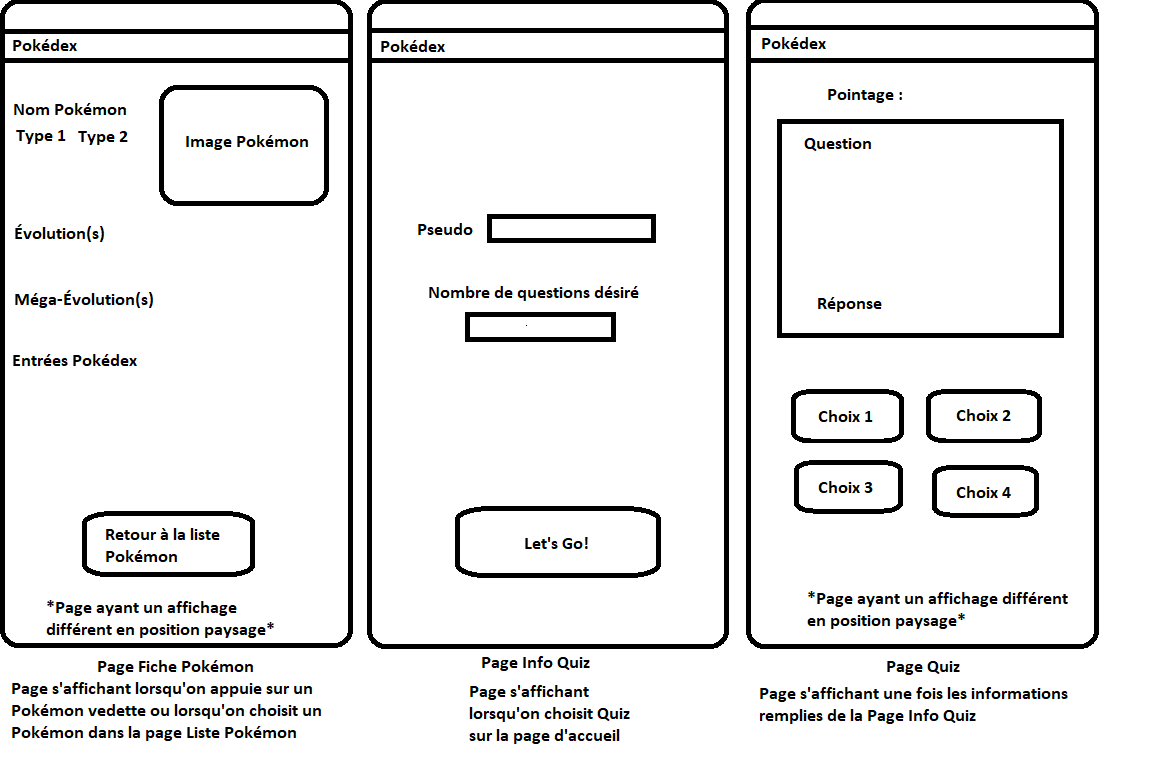 Pokédex
Nom Pokémon
Type 1 Type 2
Image Pokémon
Évolution(s)
Méga-Évolution(s)
Entrées Pokédex
Retour à la liste
Pokémon
*Page ayant un affichage
différent en position paysage*
Page Fiche Pokémon
Page s'affichant lorsqu'on appuie sur un
Pokémon vedette ou lorsqu'on choisit un
Pokémon dans la page Liste Pokémon
Pokédex
Pseudo
Nombre de questions désiré
Let's Go!
Page Info Quiz
Page s'affichant
lorsqu'on choisit Quiz
sur la page d'accueil
Pokédex
Pointage :
Question
Réponse
Choix 1
Choix 2
Choix 3
Choix 4
*Page ayant un affichage différent
en position paysage*
Page Quiz
Page s'affichant une fois les informations
remplies de la Page Info Quiz